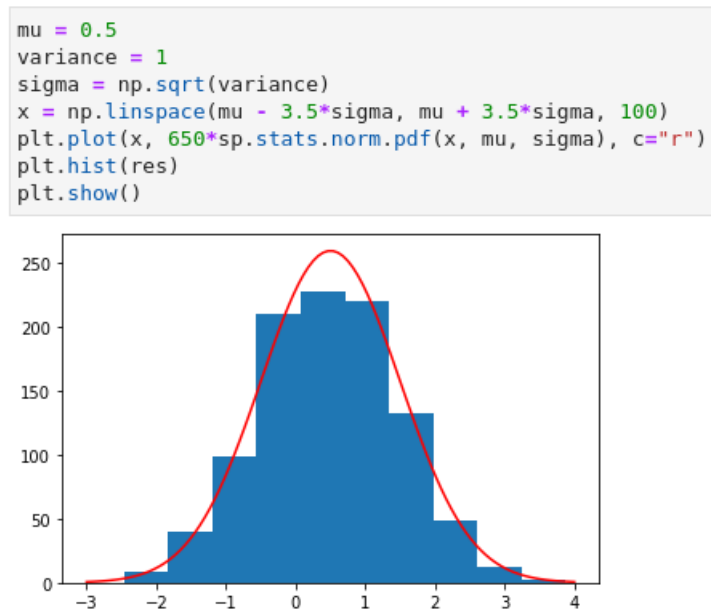 mu = 0.5
variance = 1
sigma = np.sqrt(variance)
x = np.linspace(mu - 3.5*sigma, mu + 3.5*sigma, 100)
plt.plot(x, 650*sp.stats.norm.pdf(x, mu, sigma), c="r")
plt.hist(res)
plt.show()
250
200
150
100
50
0
−3 −2 −1 0 1 2 3 4